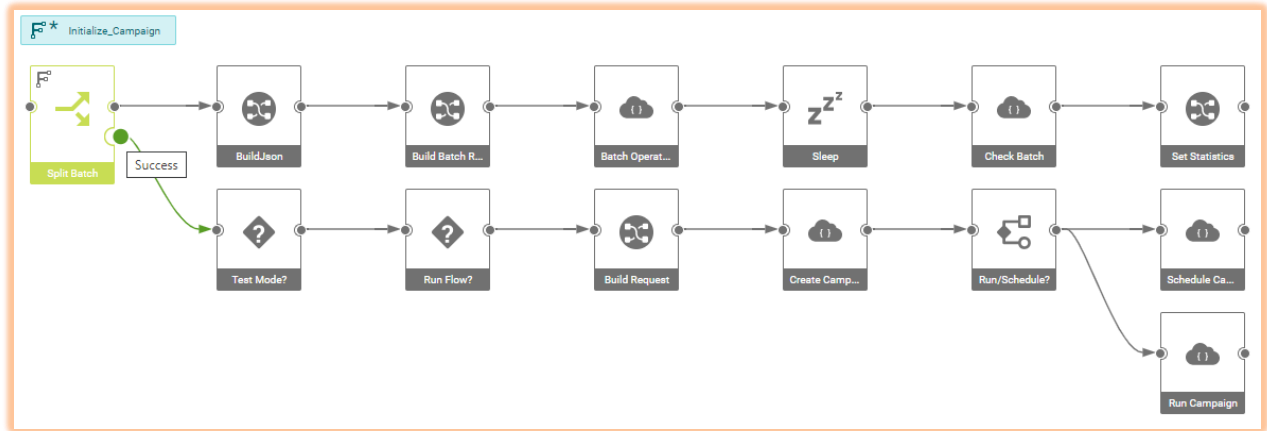 Initialize_Campaign
Split Batch
BuildJson
Build Batch R...
Batch Operat...
Sleep
Check Batch
Set Statistics
Success
Test Mode?
Run Flow?
Build Request
Create Camp...
Run/Schedule?
Schedule Ca...
Run Campaign